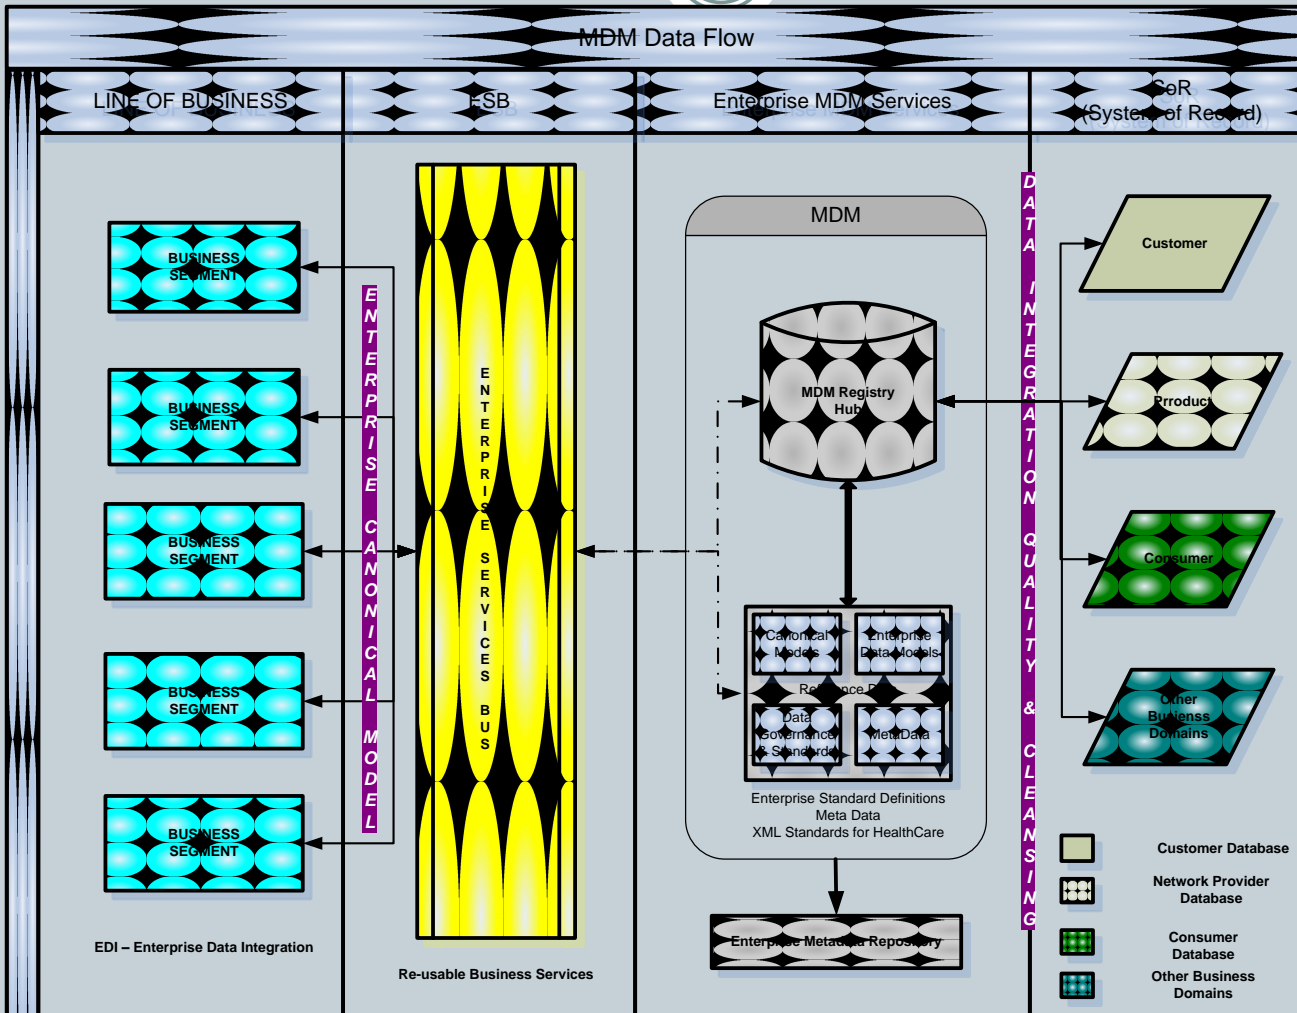 MDM Data Flow
LINE OF BUSINESS
ESB
Enterprise MDM Services
SoR
(System of Record)
BUSINESS
SEGMENT
BUSINESS
SEGMENT
BUSINESS
SEGMENT
BUSINESS
SEGMENT
BUSINESS
SEGMENT
EDI – Enterprise Data Integration
ENTERPRISE CANONICAL MODEL
ENTERPRISE SERVICES BUS
Re-usable Business Services
MDM
MDM Registry
Hub
Canonical
Models
Enterprise
Data Models
Reference
Data
Governance
& Standards
MetaData
Enterprise Standard Definitions
Meta Data
XML Standards for HealthCare
Enterprise Metadata Repository
DATA INTEGRATION QUALITY & CLEANSING
Customer
Prroduct
Consumer
Other
Busienss
Domains
Customer Database
Network Provider
Database
Consumer
Database
Other Business
Domains